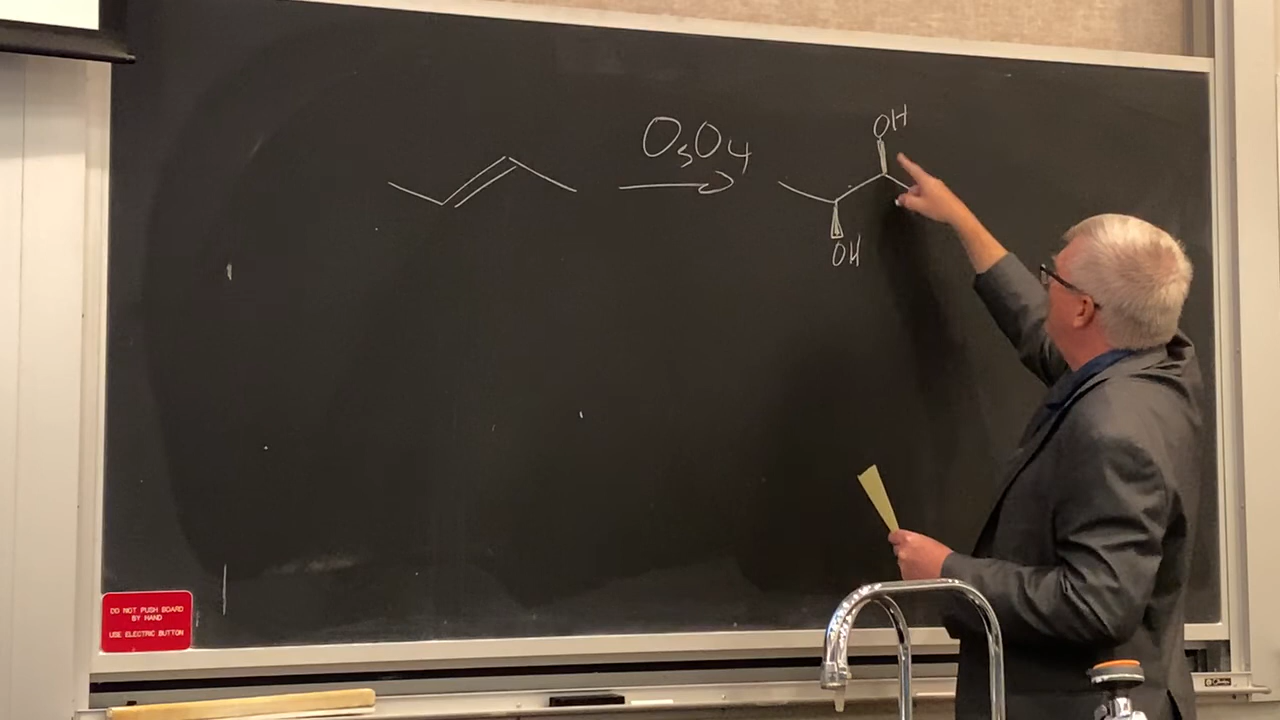 OsO4
OH
OH
DO NOT PUSH BOARD
BY HAND
USE ELECTRIC BUTTON